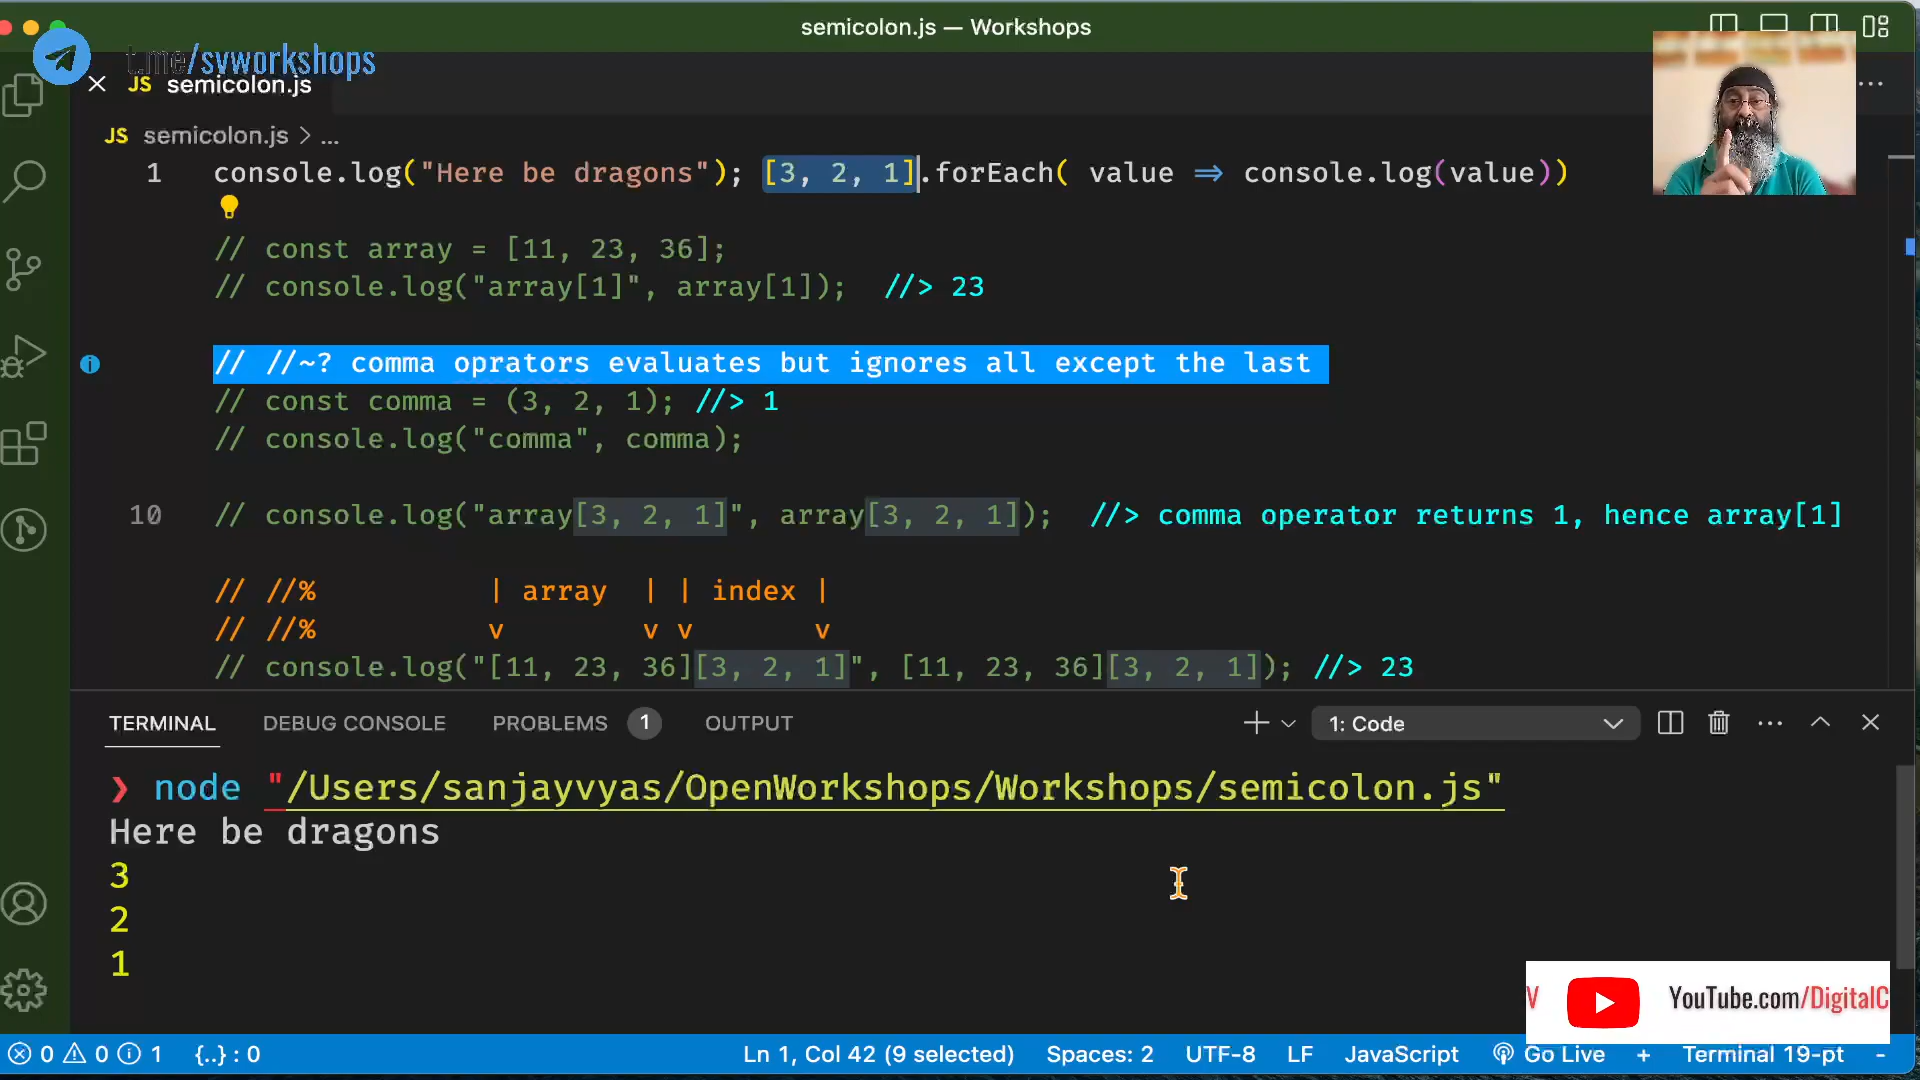 semicolon.js — Workshops
t.me/svworkshops
JS semicolon.js
JS semicolon.js > ...
1 console.log("Here be dragons"); [3, 2, 1].forEach( value => console.log(value))
// const array = [11, 23, 36];
// console.log("array[1]", array[1]); //> 23
// //~? comma oprators evaluates but ignores all except the last
// const comma = (3, 2, 1); //> 1
// console.log("comma", comma);
10 // console.log("array[3, 2, 1]", array[3, 2, 1]); //> comma operator returns 1, hence array[1]
// //% | array | | index |
// //% v v v v
// console.log("[11, 23, 36][3, 2, 1]", [11, 23, 36][3, 2, 1]); //> 23
TERMINAL DEBUG CONSOLE PROBLEMS 1 OUTPUT 1: Code
❯ node "/Users/sanjayvyas/OpenWorkshops/Workshops/semicolon.js"
Here be dragons
3
2
1
V YouTube.com/DigitalC
0 0 1 {..} : 0 Ln 1, Col 42 (9 selected) Spaces: 2 UTF-8 LF JavaScript Go Live + Terminal 19-pt -